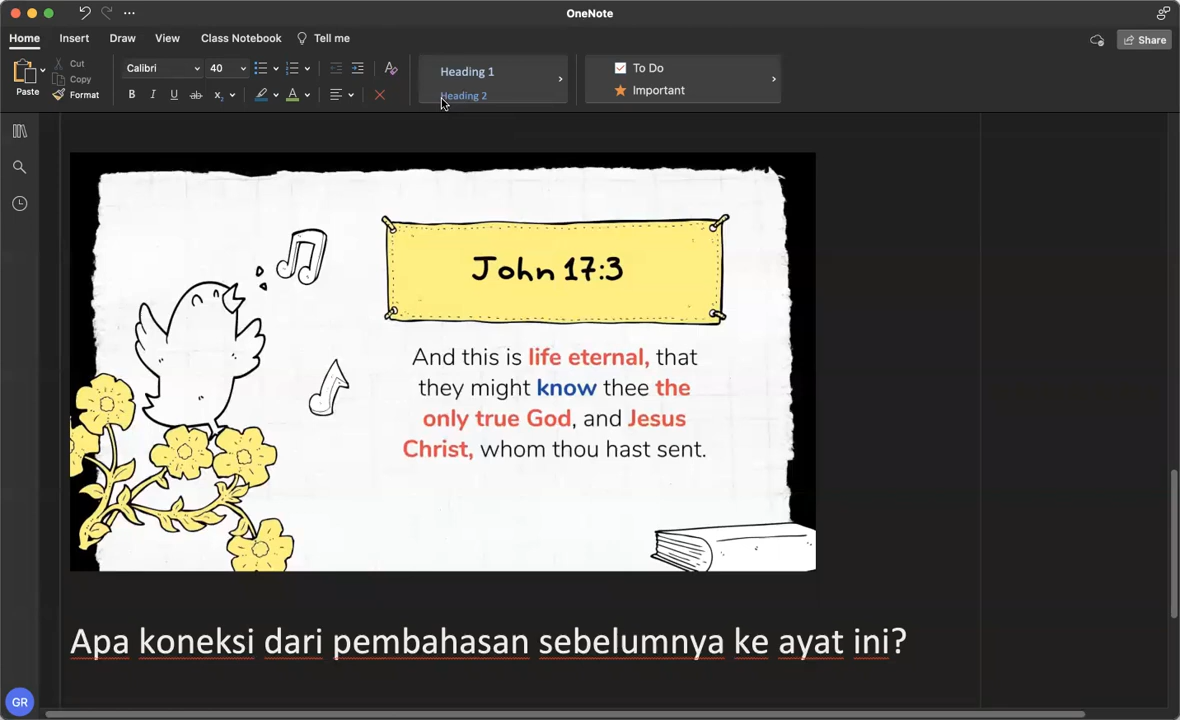 OneNote
Home Insert Draw View Class Notebook Tell me
Share
Paste
Cut
Copy
Format
Calibri 40
B I U ab x
A
Heading 1
Heading 2
To Do
Important
John 17:3
And this is life eternal, that
they might know thee the
only true God, and Jesus
Christ, whom thou hast sent.
Apa koneksi dari pembahasan sebelumnya ke ayat ini?
GR